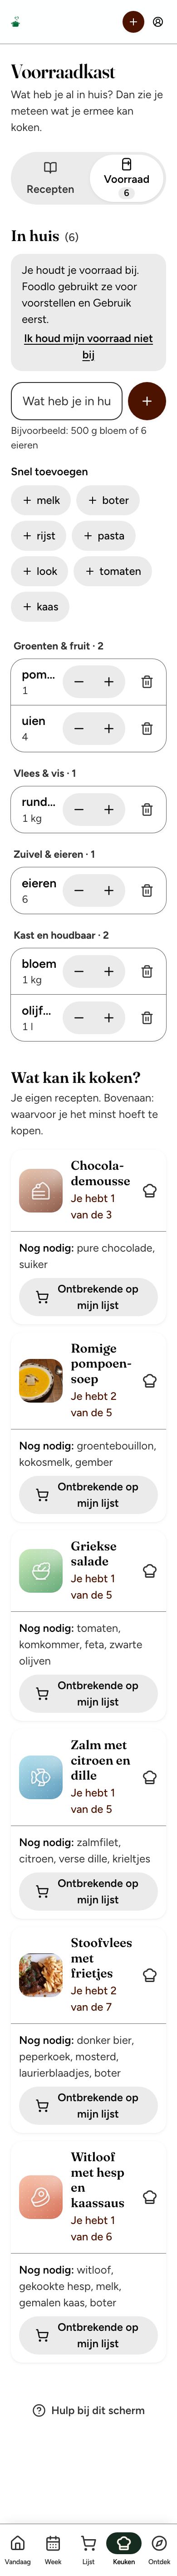 Voorraadkast
Wat heb je al in huis? Dan zie je
meteen wat je ermee kan
koken.
Recepten
Voorraad
6
In huis (6)
Je houdt je voorraad bij.
Foodlo gebruikt ze voor
voorstellen en Gebruik
eerst.
Ik houd mijn voorraad niet
bij
Wat heb je in hu
Bijvoorbeeld: 500 g bloem of 6
eieren
Snel toevoegen
+ melk
+ boter
+ rijst
+ pasta
+ look
+ tomaten
+ kaas
Groenten & fruit · 2
pom...
1
uien
4
Vlees & vis · 1
rund...
1 kg
Zuivel & eieren · 1
eieren
6
Kast en houdbaar · 2
bloem
1 kg
olijf...
1 l
Wat kan ik koken?
Je eigen recepten. Bovenaan:
waarvoor je het minst hoeft te
kopen.
Chocola-
demousse
Je hebt 1
van de 3
Nog nodig: pure chocolade,
suiker
Ontbrekende op
mijn lijst
Romige
pompoen-
soep
Je hebt 2
van de 5
Nog nodig: groentebouillon,
kokosmelk, gember
Ontbrekende op
mijn lijst
Griekse
salade
Je hebt 1
van de 5
Nog nodig: tomaten,
komkommer, feta, zwarte
olijven
Ontbrekende op
mijn lijst
Zalm met
citroen en
dille
Je hebt 1
van de 5
Nog nodig: zalmfilet,
citroen, verse dille, krieltjes
Ontbrekende op
mijn lijst
Stoofvlees
met
frietjes
Je hebt 2
van de 7
Nog nodig: donker bier,
peperkoek, mosterd,
laurierblaadjes, boter
Ontbrekende op
mijn lijst
Witloof
met hesp
en
kaassaus
Je hebt 1
van de 6
Nog nodig: witloof,
gekookte hesp, melk,
gemalen kaas, boter
Ontbrekende op
mijn lijst
Hulp bij dit scherm
Vandaag
Week
Lijst
Keuken
Ontdek